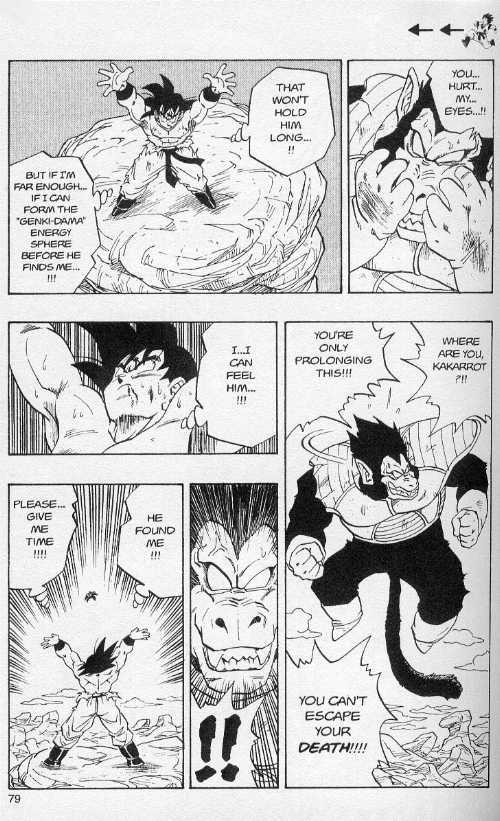 YOU...
HURT...
MY...
EYES...!!
THAT
WON'T
HOLD
HIM
LONG...
!!
BUT IF I'M
FAR ENOUGH...
IF I CAN
FORM THE
"GENKI-DAMA"
ENERGY
SPHERE
BEFORE HE
FINDS ME...
!!!
WHERE
ARE YOU,
KAKARROT
?!!
YOU'RE
ONLY
PROLONGING
THIS!!!
YOU CAN'T
ESCAPE
YOUR
DEATH!!!!
I...I
CAN
FEEL
HIM...
!!!
!!
HE
FOUND
ME
!!!
PLEASE...
GIVE
ME
TIME
!!!!
79